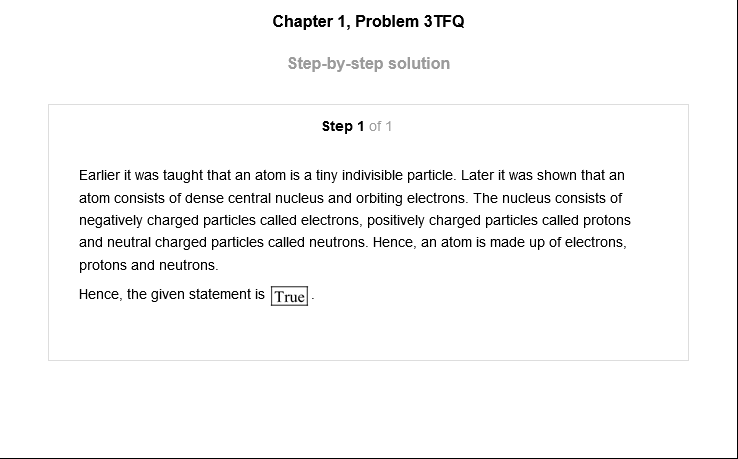 Chapter 1, Problem 3TFQ
Step-by-step solution
Step 1 of 1
Earlier it was taught that an atom is a tiny indivisible particle. Later it was shown that an
atom consists of dense central nucleus and orbiting electrons. The nucleus consists of
negatively charged particles called electrons, positively charged particles called protons
and neutral charged particles called neutrons. Hence, an atom is made up of electrons,
protons and neutrons.
Hence, the given statement is True.